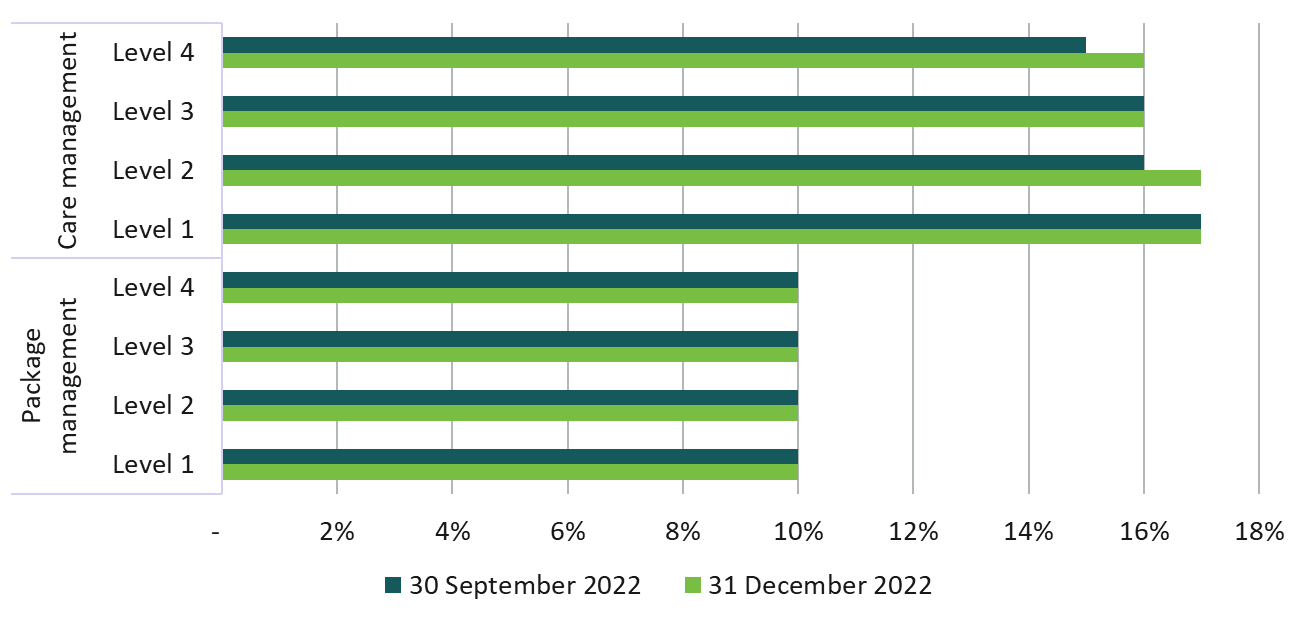 Care management
Level 4
Level 3
Level 2
Level 1
Package
management
Level 4
Level 3
Level 2
Level 1
- 2% 4% 6% 8% 10% 12% 14% 16% 18%
30 September 2022 31 December 2022